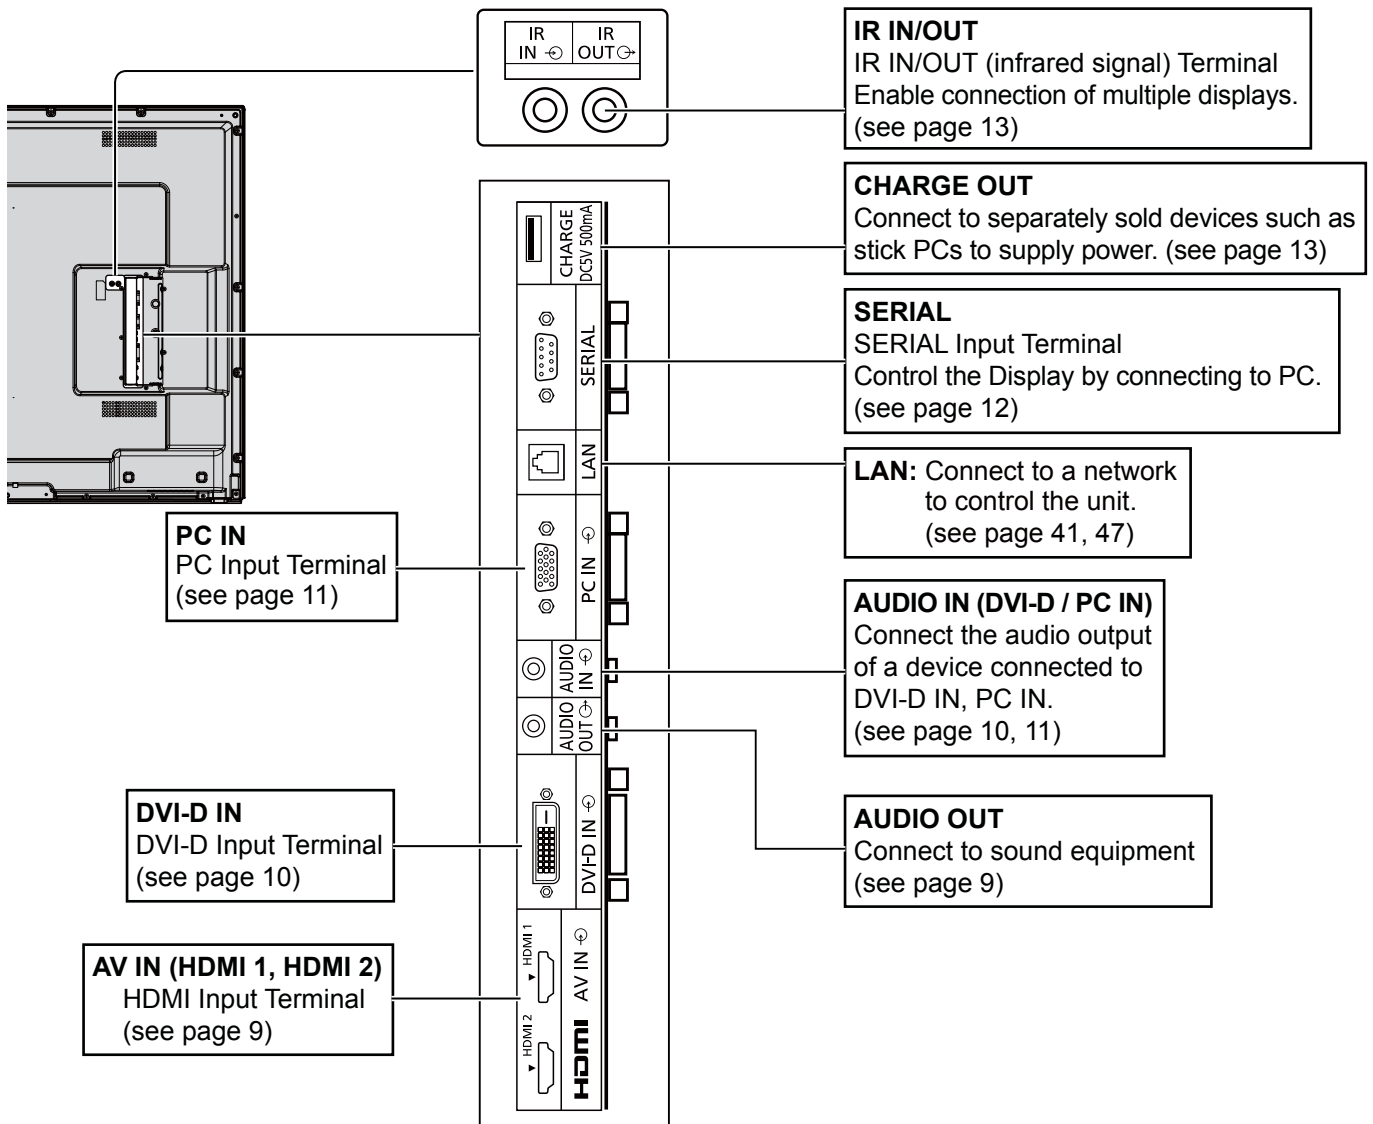 IR IN
IR OUT
IR IN/OUT
IR IN/OUT (infrared signal) Terminal
Enable connection of multiple displays.
(see page 13)
CHARGE OUT
Connect to separately sold devices such as
stick PCs to supply power. (see page 13)
SERIAL
SERIAL Input Terminal
Control the Display by connecting to PC.
(see page 12)
LAN: Connect to a network
to control the unit.
(see page 41, 47)
AUDIO IN (DVI-D / PC IN)
Connect the audio output
of a device connected to
DVI-D IN, PC IN.
(see page 10, 11)
AUDIO OUT
Connect to sound equipment
(see page 9)
PC IN
PC Input Terminal
(see page 11)
DVI-D IN
DVI-D Input Terminal
(see page 10)
AV IN (HDMI 1, HDMI 2)
HDMI Input Terminal
(see page 9)
CHARGE
DC5V 500mA
SERIAL
LAN
PC IN
AUDIO
IN
AUDIO
OUT
DVI-D IN
HDMI 1
HDMI 2
AV IN
HDMI